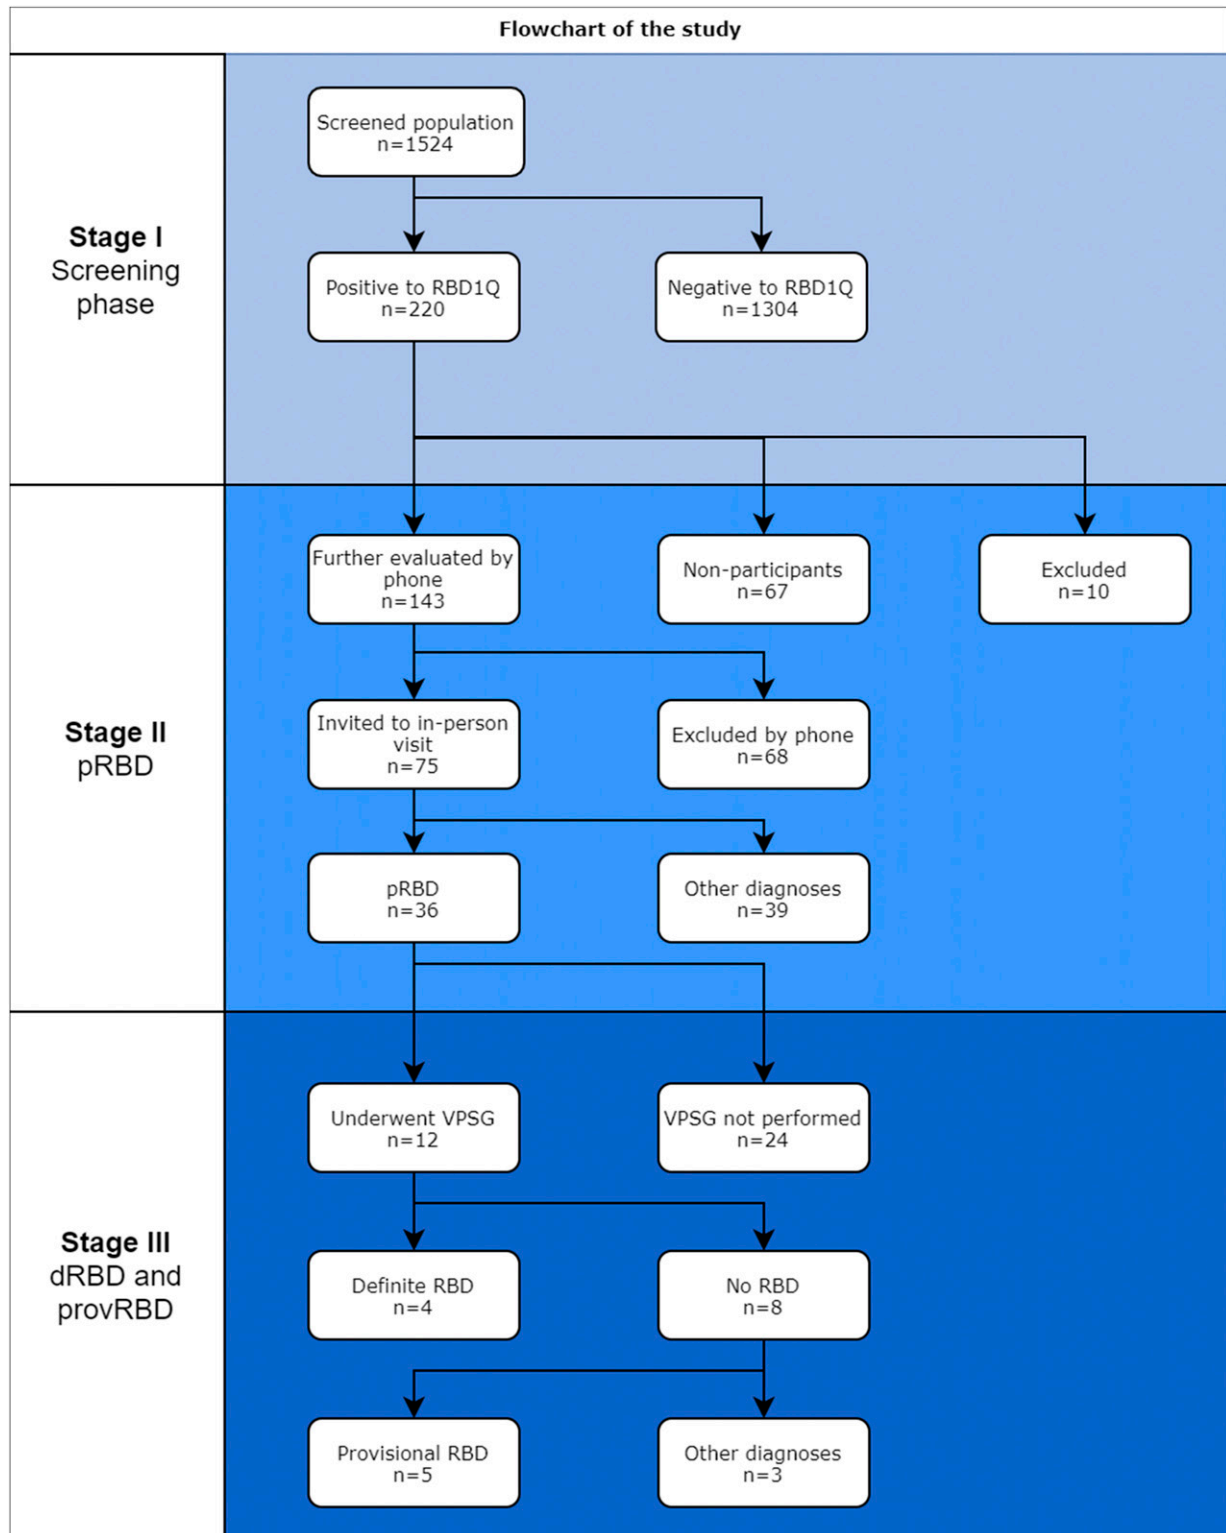 Flowchart of the study
Stage I
Screening
phase
Screened population
n=1524
Positive to RBD1Q
n=220
Negative to RBD1Q
n=1304
Stage II
pRBD
Further evaluated by
phone
n=143
Non-participants
n=67
Excluded
n=10
Invited to in-person
visit
n=75
Excluded by phone
n=68
pRBD
n=36
Other diagnoses
n=39
Stage III
dRBD and
provRBD
Underwent VPSG
n=12
VPSG not performed
n=24
Definite RBD
n=4
No RBD
n=8
Provisional RBD
n=5
Other diagnoses
n=3